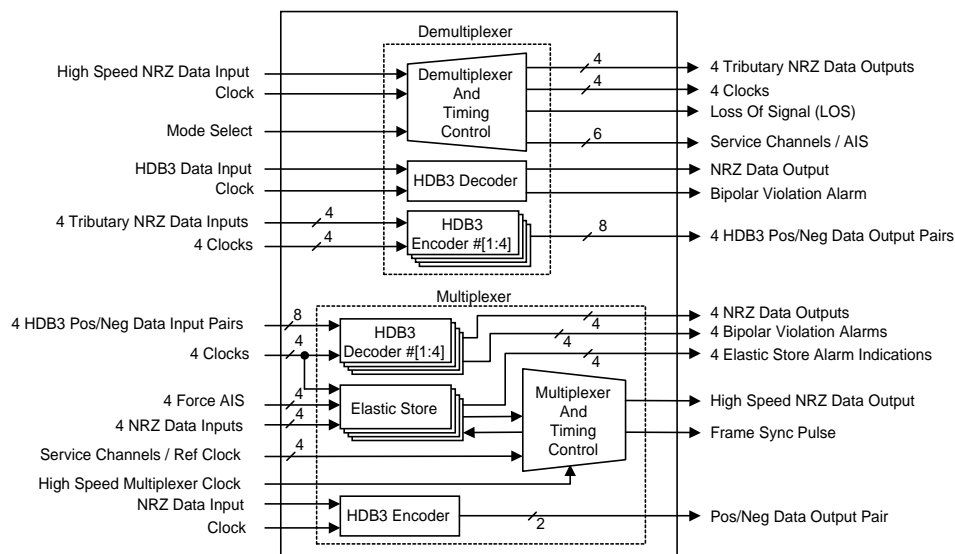 Demultiplexer
High Speed NRZ Data Input
Clock
Mode Select
Demultiplexer
And
Timing
Control
4
4
6
4 Tributary NRZ Data Outputs
4 Clocks
Loss Of Signal (LOS)
Service Channels / AIS
HDB3 Data Input
Clock
HDB3 Decoder
NRZ Data Output
Bipolar Violation Alarm
4 Tributary NRZ Data Inputs
4
4 Clocks
4
HDB3
Encoder #[1:4]
8
4 HDB3 Pos/Neg Data Output Pairs
Multiplexer
4 HDB3 Pos/Neg Data Input Pairs
8
4 Clocks
4
HDB3
Decoder #[1:4]
4
4
4
4 NRZ Data Outputs
4 Bipolar Violation Alarms
4 Elastic Store Alarm Indications
4 Force AIS
4
4 NRZ Data Inputs
4
Elastic Store
Multiplexer
And
Timing
Control
High Speed NRZ Data Output
Frame Sync Pulse
Service Channels / Ref Clock
4
High Speed Multiplexer Clock
NRZ Data Input
Clock
HDB3 Encoder
2
Pos/Neg Data Output Pair